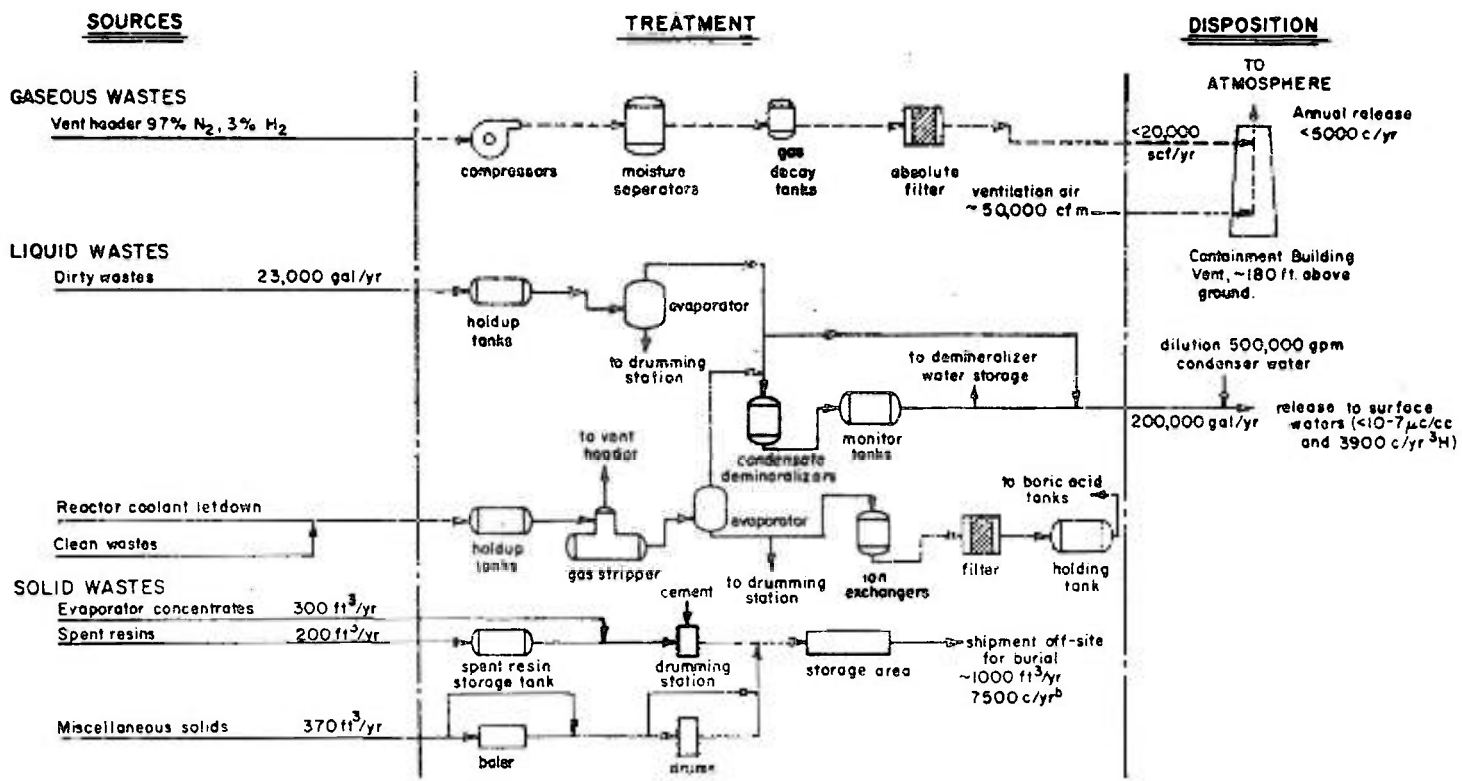 SOURCES
TREATMENT
DISPOSITION
GASEOUS WASTES
Vent header 97% N₂, 3% H₂
compressors
moisture
seperators
gas
decay
tanks
absolute
filter
<20,000
scf/yr
ventilation air
~50,000 cfm
TO
ATMOSPHERE
Annual release
<5000 c/yr
Containment Building
Vent, ~180 ft. above
ground.
LIQUID WASTES
Dirty wastes 23,000 gal/yr
holdup
tanks
evaporator
to drumming
station
to demineralizer
water storage
condensate
demineralizers
monitor
tanks
dilution 500,000 gpm
condenser water
200,000 gal/yr
release to surface
waters (<10-7μc/cc
and 3900 c/yr ³H)
to vent
header
Reactor coolant letdown
Clean wastes
holdup
tanks
gas stripper
evaporator
to drumming
station
ion
exchangers
filter
holding
tank
to boric acid
tanks
SOLID WASTES
Evaporator concentrates 300 ft³/yr
Spent resins 200 ft³/yr
spent resin
storage tank
cement
drumming
station
storage area
shipment off-site
for burial
~1000 ft³/yr
7500 c/yrᵇ
Miscellaneous solids 370 ft³/yr
baler
drums